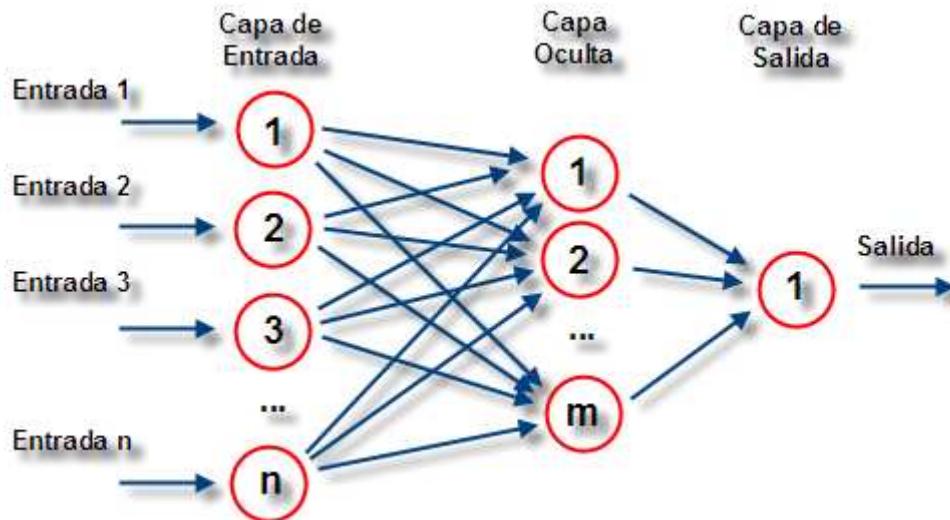 Capa de
Entrada
Capa
Oculta
Capa de
Salida
Entrada 1
1
Entrada 2
2
Entrada 3
3
...
Entrada n
n
1
2
...
m
1
Salida